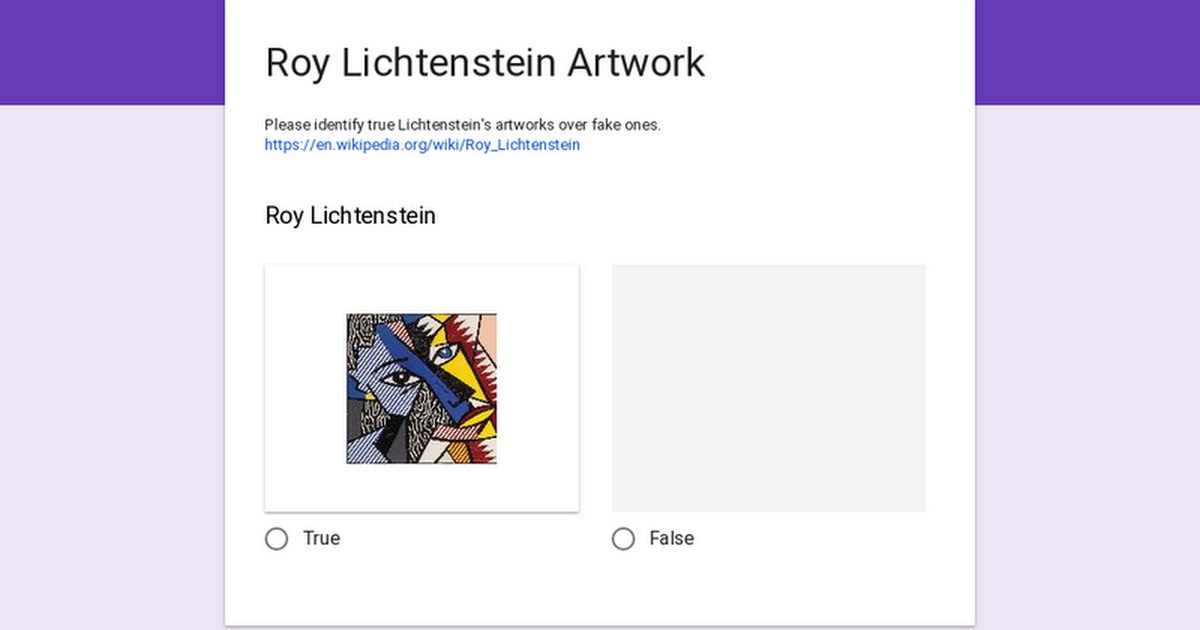 Roy Lichtenstein Artwork
Please identify true Lichtenstein's artworks over fake ones.
https://en.wikipedia.org/wiki/Roy_Lichtenstein
Roy Lichtenstein
True
False